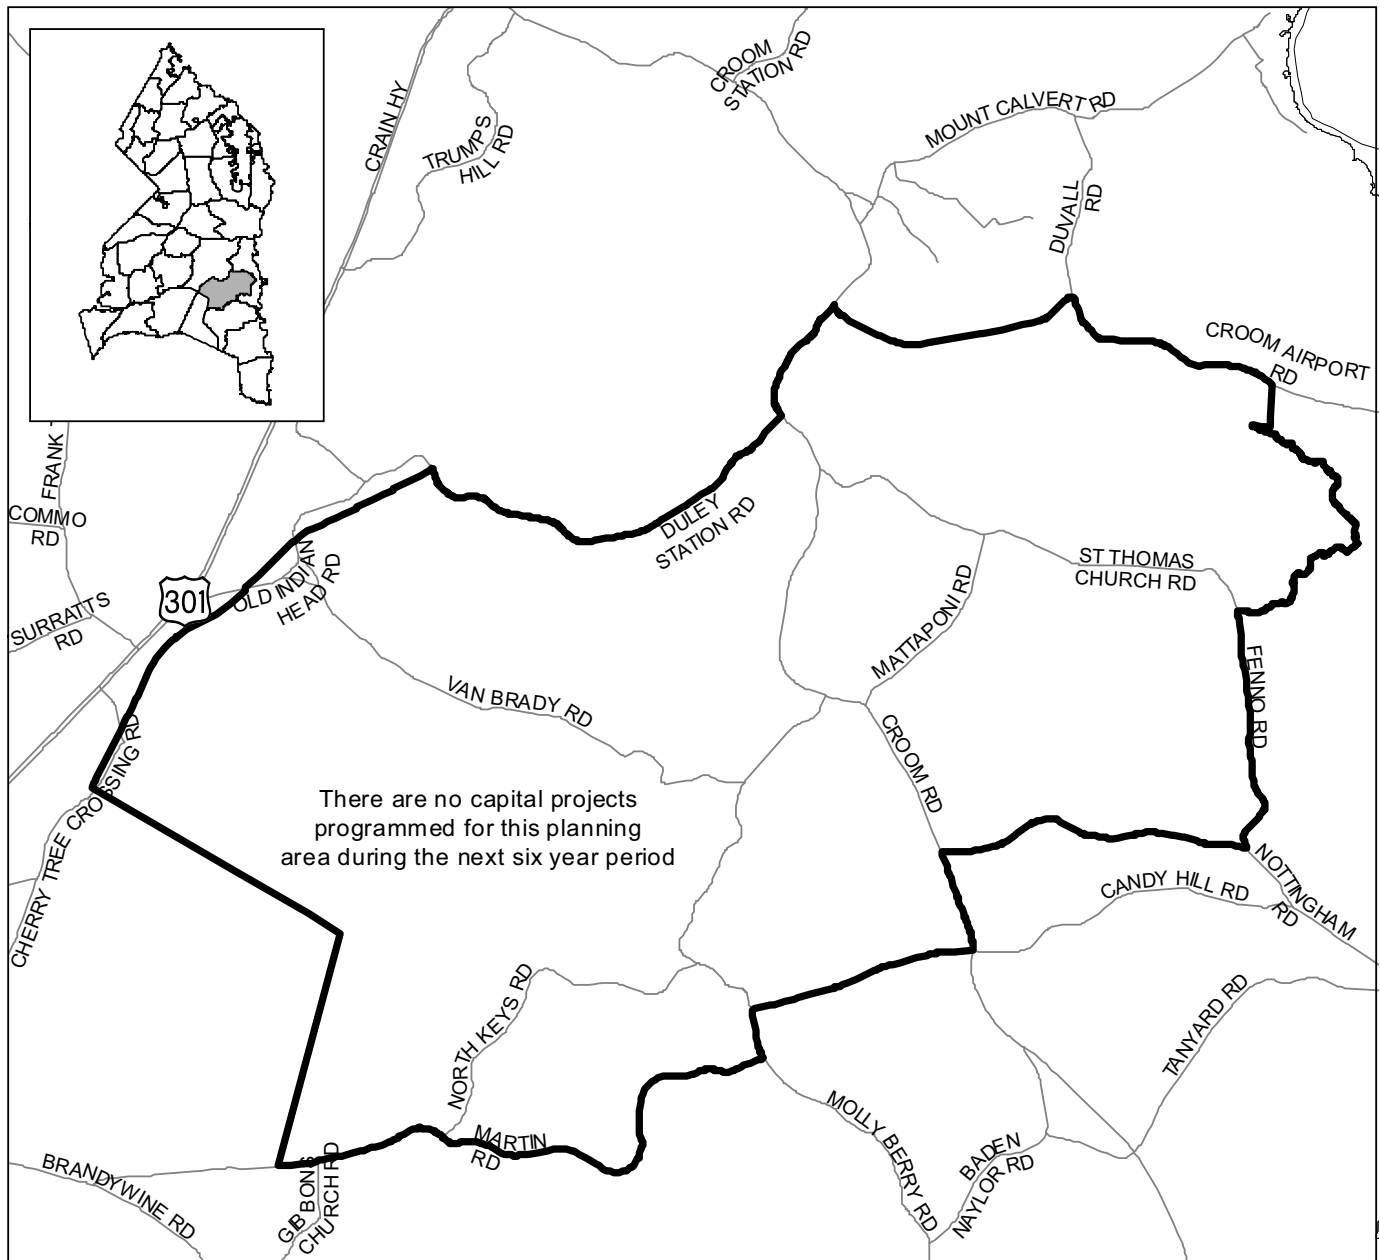 CROOM
STATION RD
CRAIN HY
TRUMPS
HILL RD
MOUNT CALVERT RD
DUVALL
RD
CROOM AIRPORT
RD
FRANK
COMMO
RD
SURRATTS
RD
301
OLD INDIAN
HEAD RD
DULEY
STATION RD
ST THOMAS
CHURCH RD
MATTAPONI RD
VAN BRADY RD
FENNO RD
CROOM RD
CHERRY TREE CROSSING RD
There are no capital projects
programmed for this planning
area during the next six year period
CANDY HILL RD
NOTTINGHAM
RD
NORTH KEYS RD
TANYARD RD
MARTIN
RD
MOLLY BERRY RD
BADEN
NAYLOR RD
BRANDYWINE RD
GIBBONS
CHURCH RD